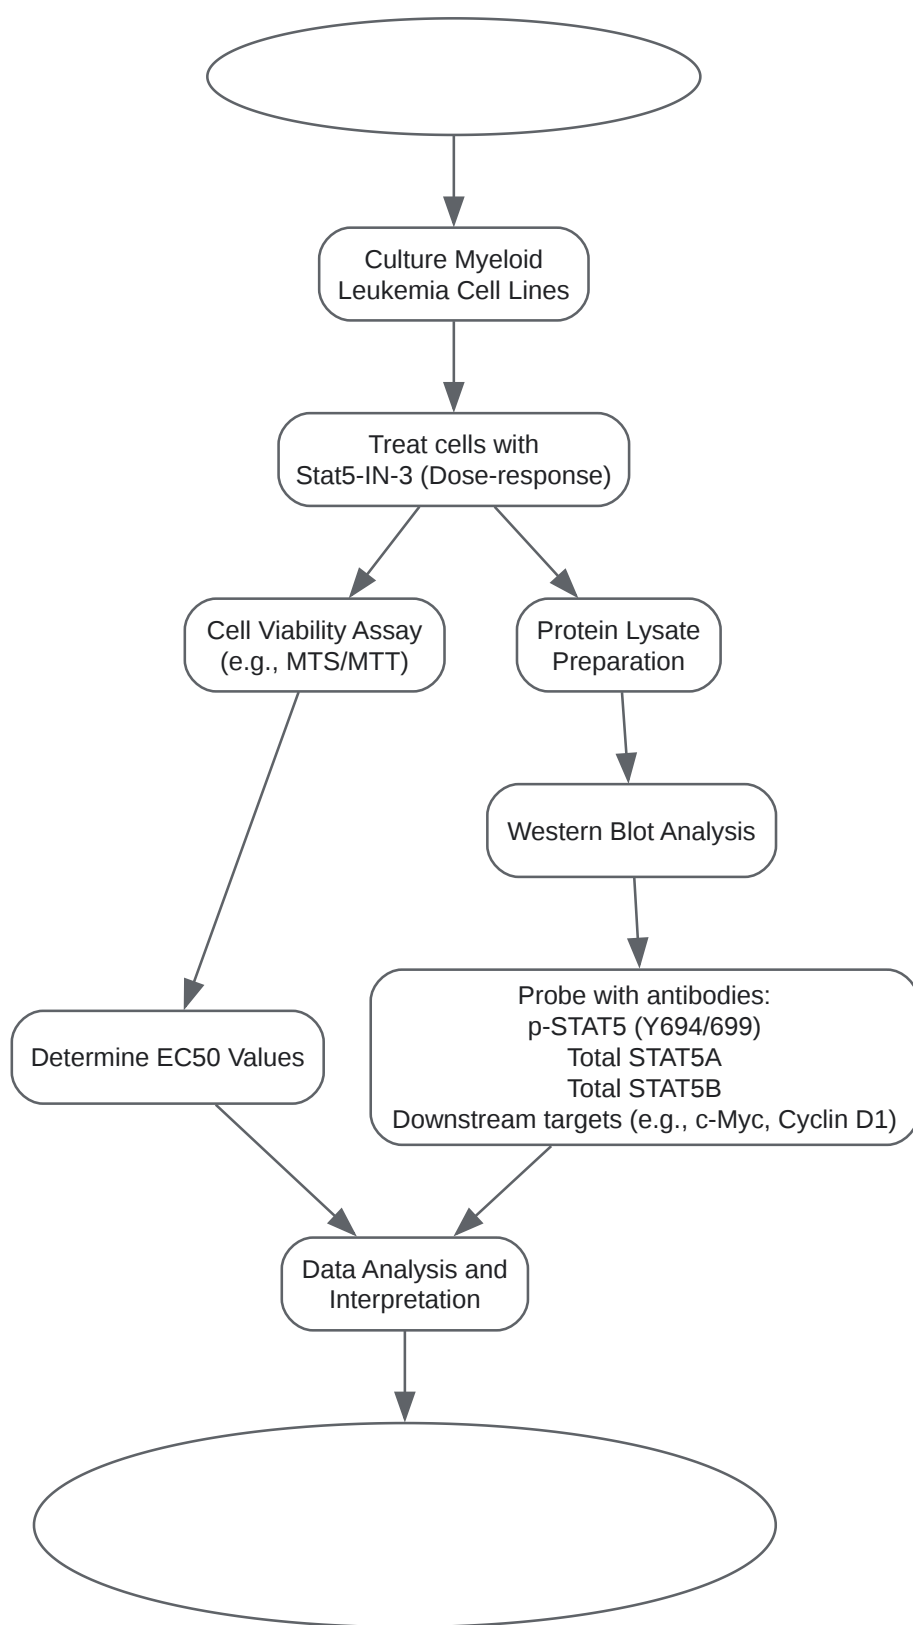 Culture Myeloid
Leukemia Cell Lines
Treat cells with
Stat5-IN-3 (Dose-response)
Cell Viability Assay
(e.g., MTS/MTT)
Protein Lysate
Preparation
Western Blot Analysis
Probe with antibodies:
p-STAT5 (Y694/699)
Total STAT5A
Total STAT5B
Downstream targets (e.g., c-Myc, Cyclin D1)
Determine EC50 Values
Data Analysis and
Interpretation